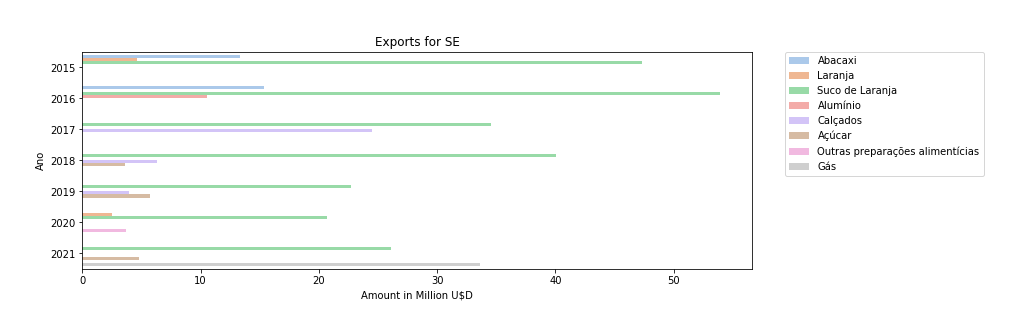 Exports for SE
Ano
2015
2016
2017
2018
2019
2020
2021
0 10 20 30 40 50
Amount in Million U$D
Abacaxi
Laranja
Suco de Laranja
Alumínio
Calçados
Açúcar
Outras preparações alimentícias
Gás